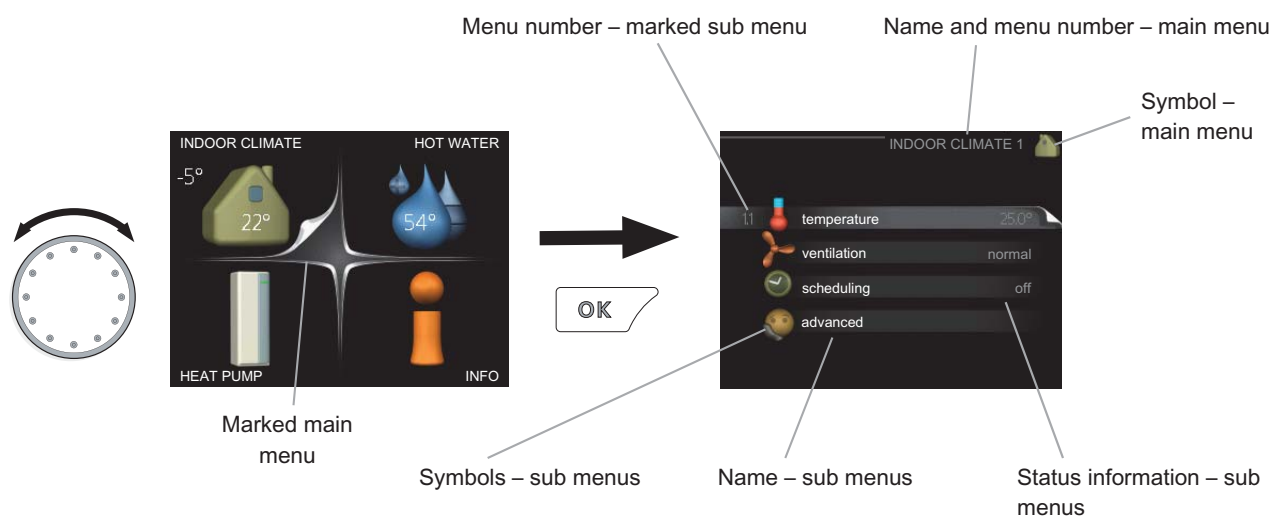 Menu number – marked sub menu
Name and menu number – main menu
Symbol –
main menu
INDOOR CLIMATE
HOT WATER
-5°
22°
54°
HEAT PUMP
INFO
OK
INDOOR CLIMATE 1
1.1
temperature
25.0°
ventilation
normal
scheduling
off
advanced
Marked main
menu
Symbols – sub menus
Name – sub menus
Status information – sub
menus